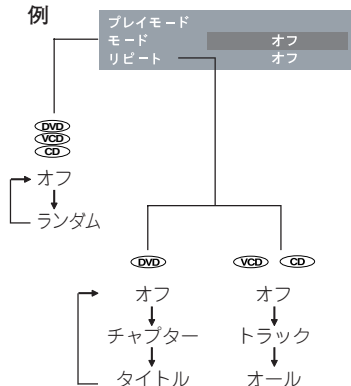 例
プレイモード
モード オフ
リピート オフ
DVD
VCD
CD
オフ
ランダム
DVD VCD CD
オフ オフ
チャプター トラック
タイトル オール